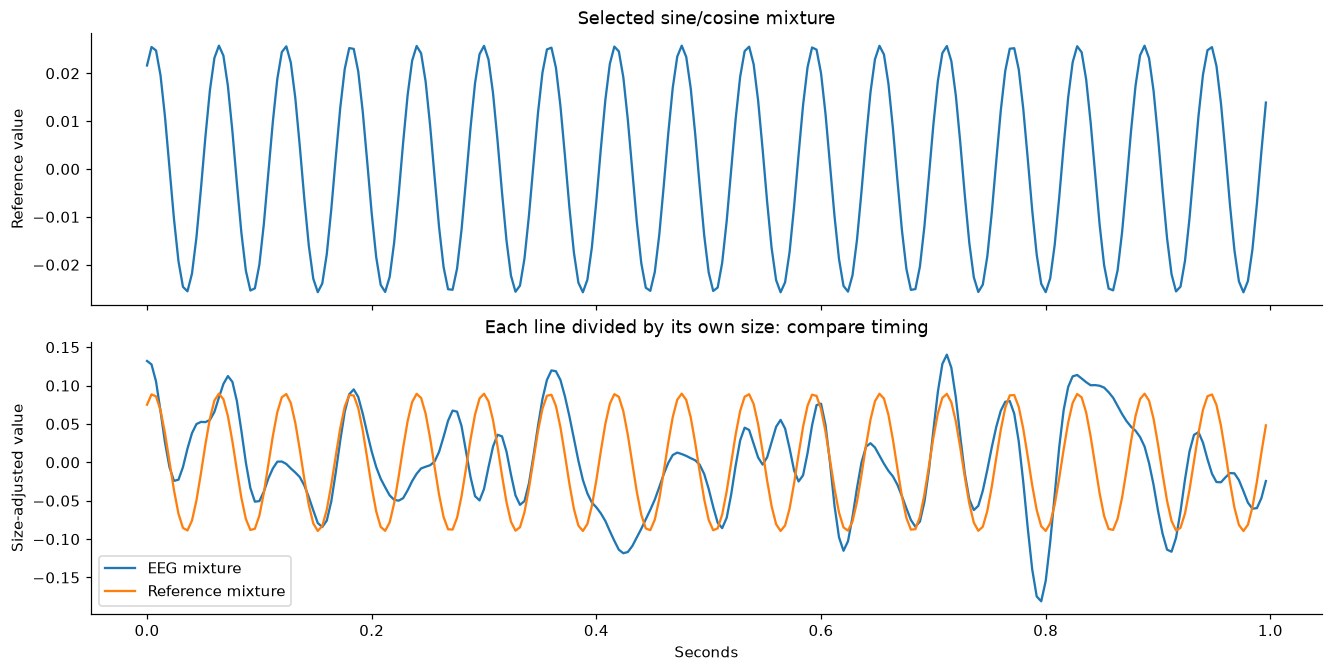 Selected sine/cosine mixture
Reference value
0.02
0.01
0.00
−0.01
−0.02
Each line divided by its own size: compare timing
Size-adjusted value
0.15
0.10
0.05
0.00
−0.05
−0.10
−0.15
EEG mixture
Reference mixture
0.0 0.2 0.4 0.6 0.8 1.0
Seconds